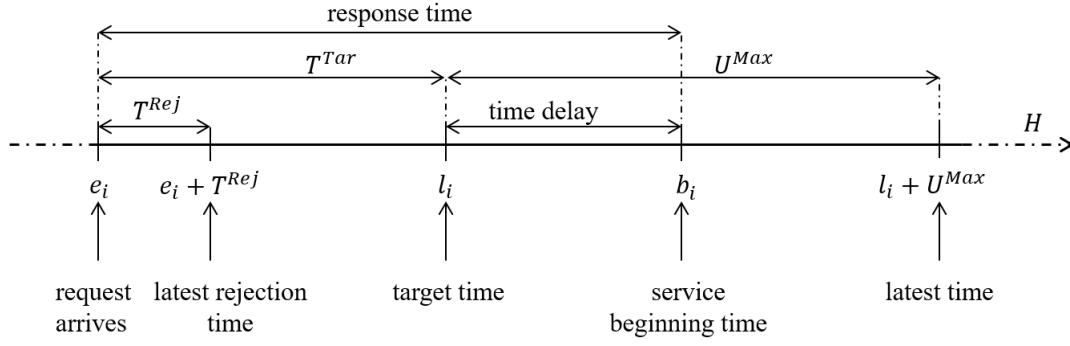 response time
T^{Tar} U^{Max}
T^{Rej} time delay
H
e_i e_i + T^{Rej} l_i b_i l_i + U^{Max}
request latest rejection target time service latest time
arrives time beginning time